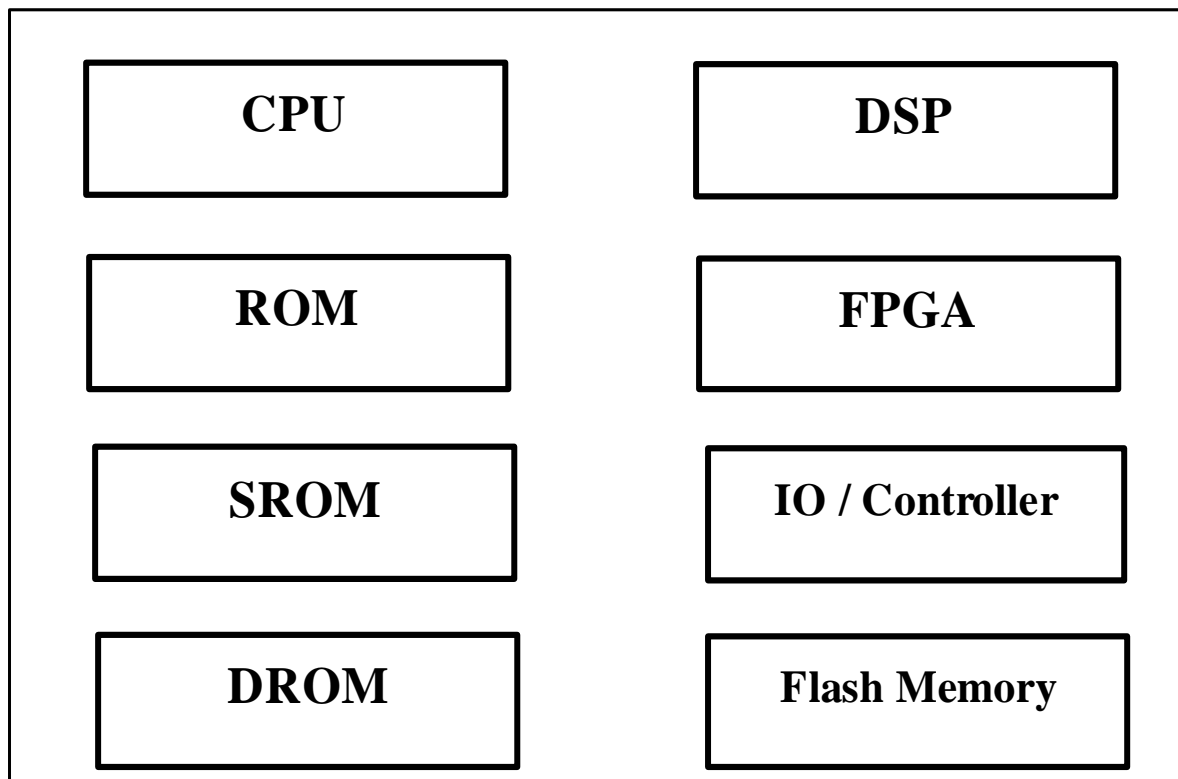 CPU
DSP
ROM
FPGA
SROM
IO / Controller
DROM
Flash Memory